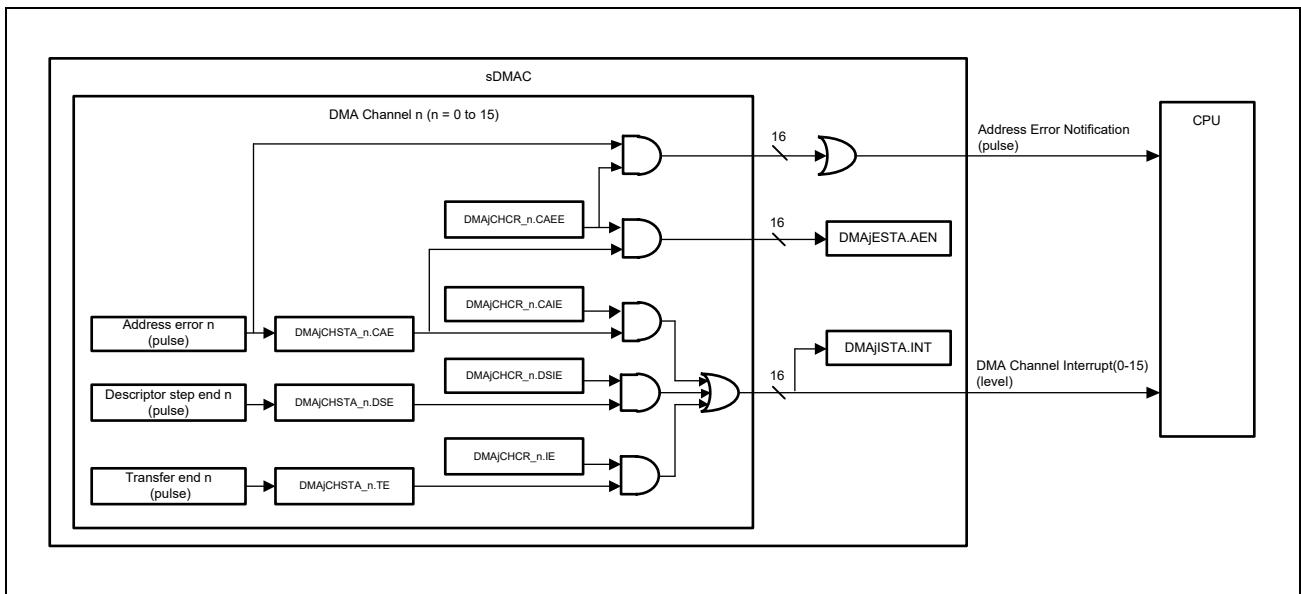 sDMAC
DMA Channel n (n = 0 to 15)
CPU
16
Address Error Notification
(pulse)
DMAjCHCR_n.CAEE
16
DMAjESTA.AEN
DMAjCHCR_n.CAIE
Address error n
(pulse)
DMAjCHSTA_n.CAE
DMAjISTA.INT
DMAjCHCR_n.DSIE
16
DMA Channel Interrupt(0-15)
(level)
Descriptor step end n
(pulse)
DMAjCHSTA_n.DSE
DMAjCHCR_n.IE
Transfer end n
(pulse)
DMAjCHSTA_n.TE